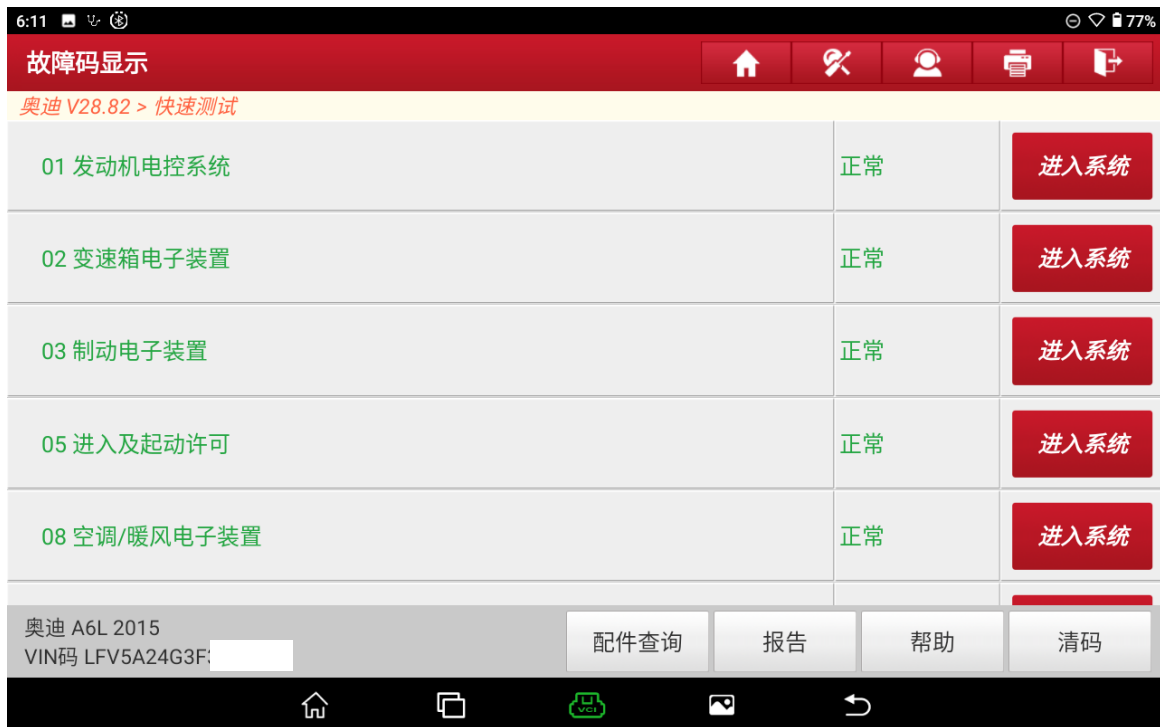 6:11
77%
故障码显示
奥迪 V28.82 > 快速测试
01 发动机电控系统 正常 进入系统
02 变速箱电子装置 正常 进入系统
03 制动电子装置 正常 进入系统
05 进入及起动许可 正常 进入系统
08 空调/暖风电子装置 正常 进入系统
奥迪 A6L 2015
VIN码 LFV5A24G3F
配件查询 报告 帮助 清码
VCI